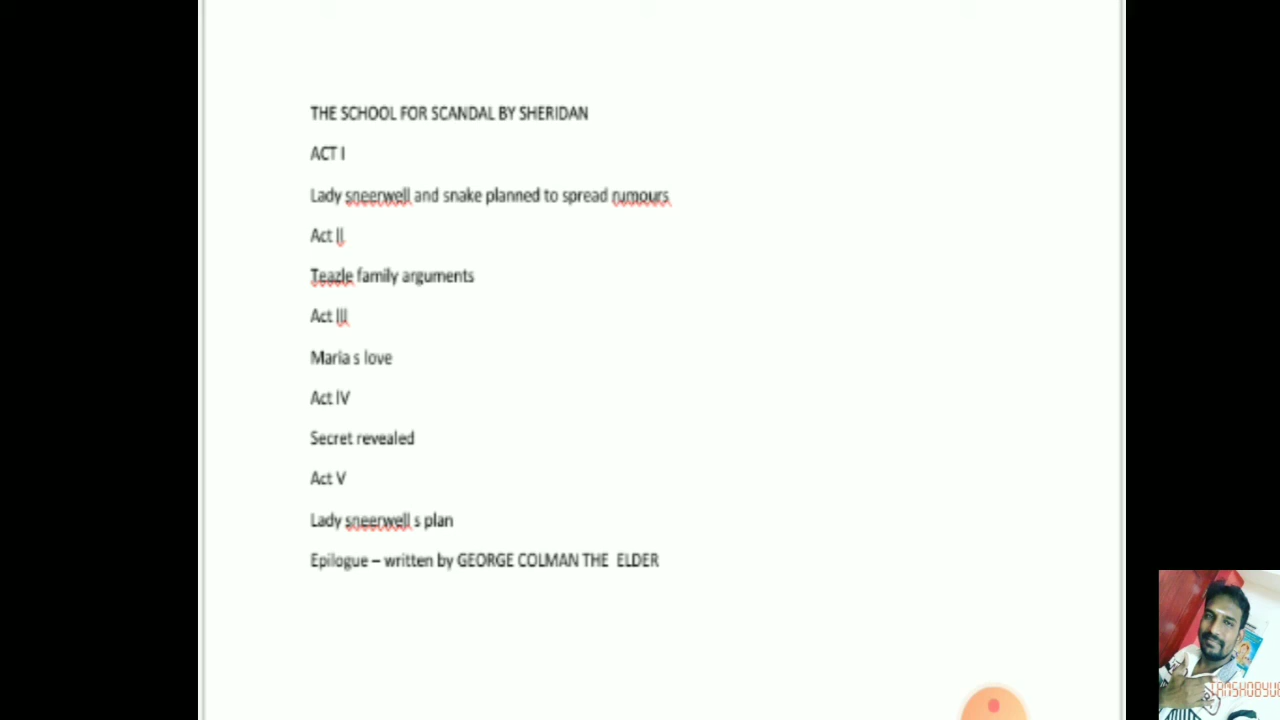 THE SCHOOL FOR SCANDAL BY SHERIDAN
ACT I
Lady sneerwell and snake planned to spread rumours
Act II
Teazle family arguments
Act III
Maria s love
Act IV
Secret revealed
Act V
Lady sneerwell s plan
Epilogue – written by GEORGE COLMAN THE  ELDER